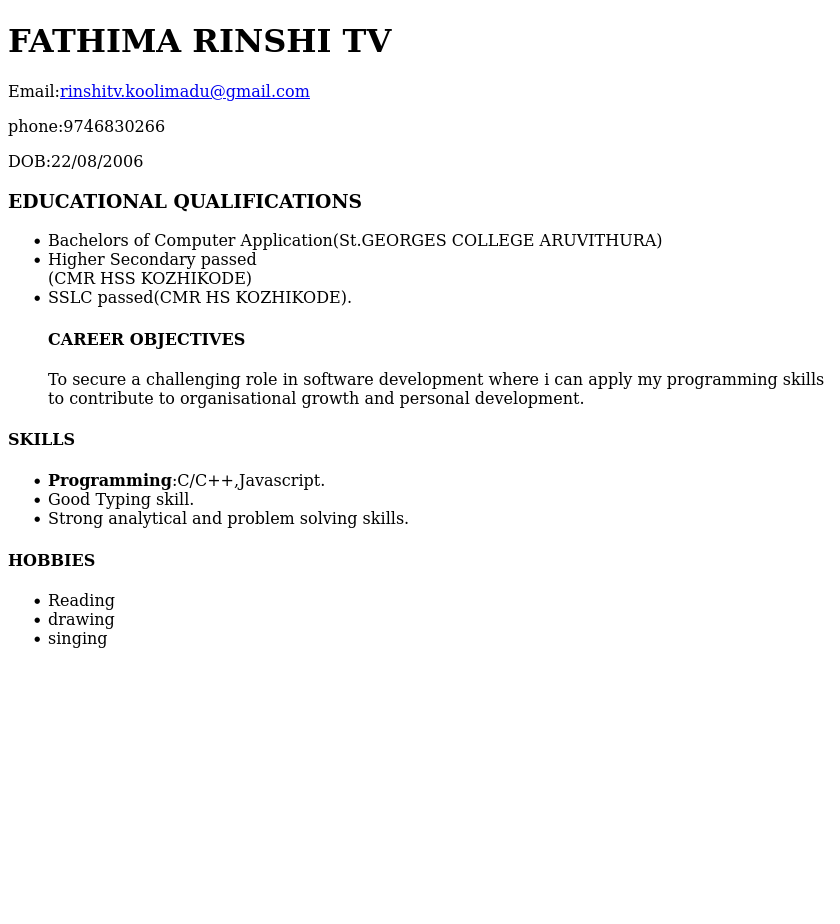 FATHIMA RINSHI TV
Email:rinshitv.koolimadu@gmail.com
phone:9746830266
DOB:22/08/2006
EDUCATIONAL QUALIFICATIONS
• Bachelors of Computer Application(St.GEORGES COLLEGE ARUVITHURA)
• Higher Secondary passed
(CMR HSS KOZHIKODE)
• SSLC passed(CMR HS KOZHIKODE).
CAREER OBJECTIVES
To secure a challenging role in software development where i can apply my programming skills
to contribute to organisational growth and personal development.
SKILLS
• Programming:C/C++,Javascript.
• Good Typing skill.
• Strong analytical and problem solving skills.
HOBBIES
• Reading
• drawing
• singing